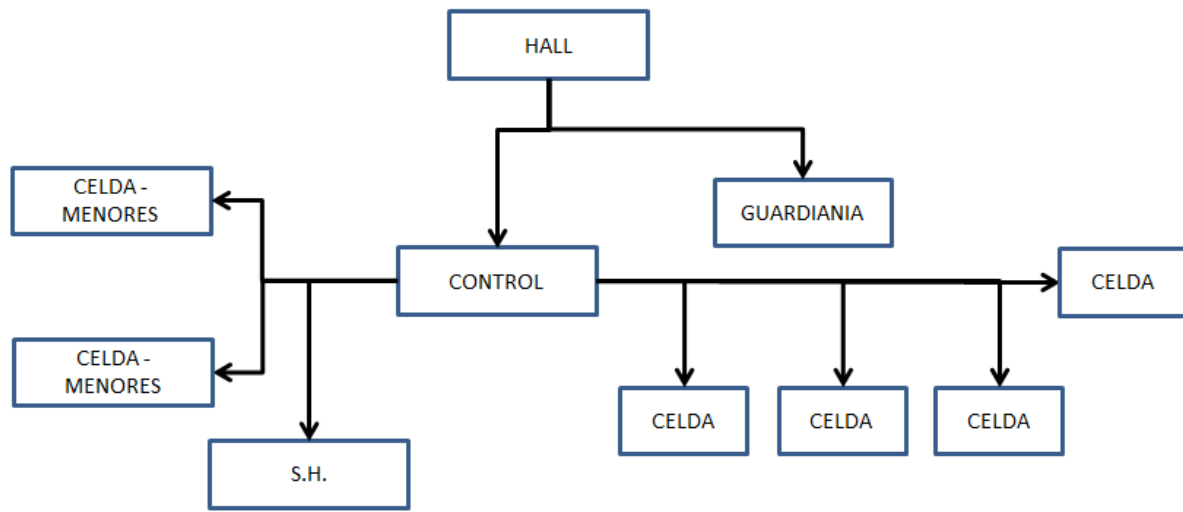 HALL
CELDA -
MENORES
GUARDIANIA
CONTROL
CELDA
CELDA -
MENORES
CELDA
CELDA
CELDA
S.H.